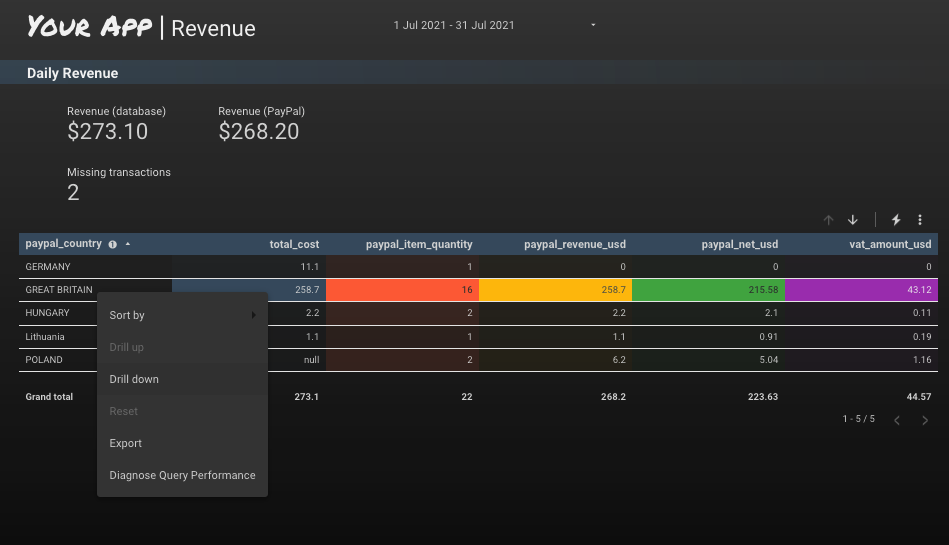 Your App | Revenue
1 Jul 2021 - 31 Jul 2021
Daily Revenue
Revenue (database) Revenue (PayPal)
$273.10 $268.20
Missing transactions
2
paypal_country total_cost paypal_item_quantity paypal_revenue_usd paypal_net_usd vat_amount_usd
GERMANY 11.1 1 0 0 0
GREAT BRITAIN 258.7 16 258.7 215.58 43.12
HUNGARY 2.2 2 2.2 2.1 0.11
Lithuania 1.1 1 1.1 0.91 0.19
POLAND null 2 6.2 5.04 1.16
Grand total 273.1 22 268.2 223.63 44.57
1 - 5 / 5
Sort by
Drill up
Drill down
Reset
Export
Diagnose Query Performance